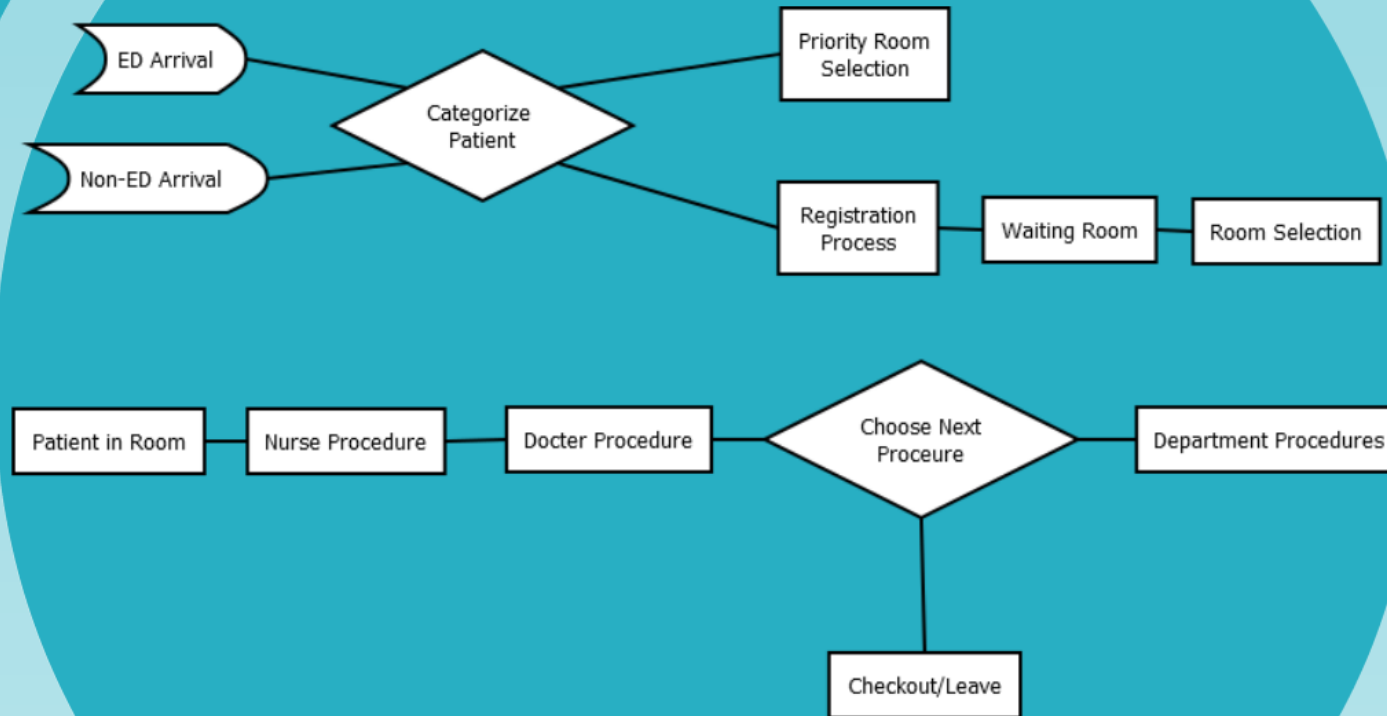 ED Arrival
Priority Room
Selection
Categorize
Patient
Non-ED Arrival
Registration
Process
Waiting Room
Room Selection
Patient in Room
Nurse Procedure
Docter Procedure
Choose Next
Proceure
Department Procedures
Checkout/Leave